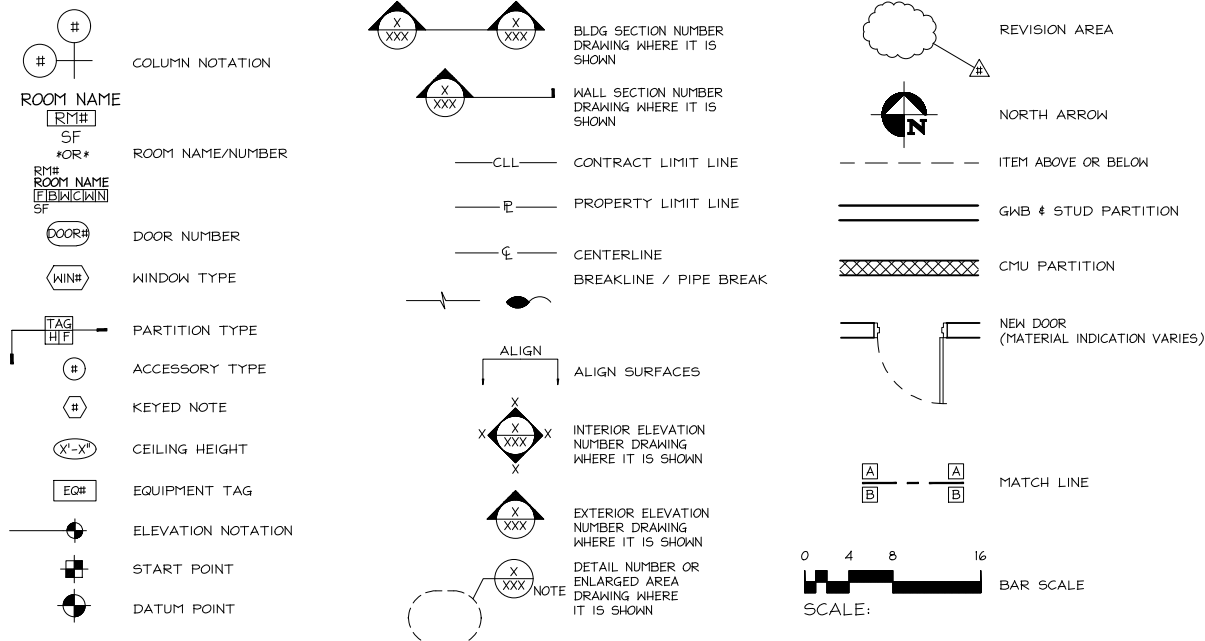 #
#
COLUMN NOTATION
ROOM NAME
RM#
SF
*OR*
ROOM NAME/NUMBER
RM#
ROOM NAME
F B W C W N
SF
DOOR#
DOOR NUMBER
WIN#
WINDOW TYPE
TAG
H F
PARTITION TYPE
#
ACCESSORY TYPE
#
KEYED NOTE
X'-X"
CEILING HEIGHT
EQ#
EQUIPMENT TAG
ELEVATION NOTATION
START POINT
DATUM POINT
X
XXX
X
XXX
BLDG SECTION NUMBER
DRAWING WHERE IT IS
SHOWN
X
XXX
WALL SECTION NUMBER
DRAWING WHERE IT IS
SHOWN
CLL
CONTRACT LIMIT LINE
PL
PROPERTY LIMIT LINE
CL
CENTERLINE
BREAKLINE / PIPE BREAK
ALIGN
ALIGN SURFACES
X
X
X
XXX
X
X
INTERIOR ELEVATION
NUMBER DRAWING
WHERE IT IS SHOWN
X
XXX
EXTERIOR ELEVATION
NUMBER DRAWING
WHERE IT IS SHOWN
X
XXX
NOTE
DETAIL NUMBER OR
ENLARGED AREA
DRAWING WHERE
IT IS SHOWN
REVISION AREA
#
N
NORTH ARROW
ITEM ABOVE OR BELOW
GWB & STUD PARTITION
CMU PARTITION
NEW DOOR
(MATERIAL INDICATION VARIES)
A A
B B
MATCH LINE
0 4 8 16
BAR SCALE
SCALE: